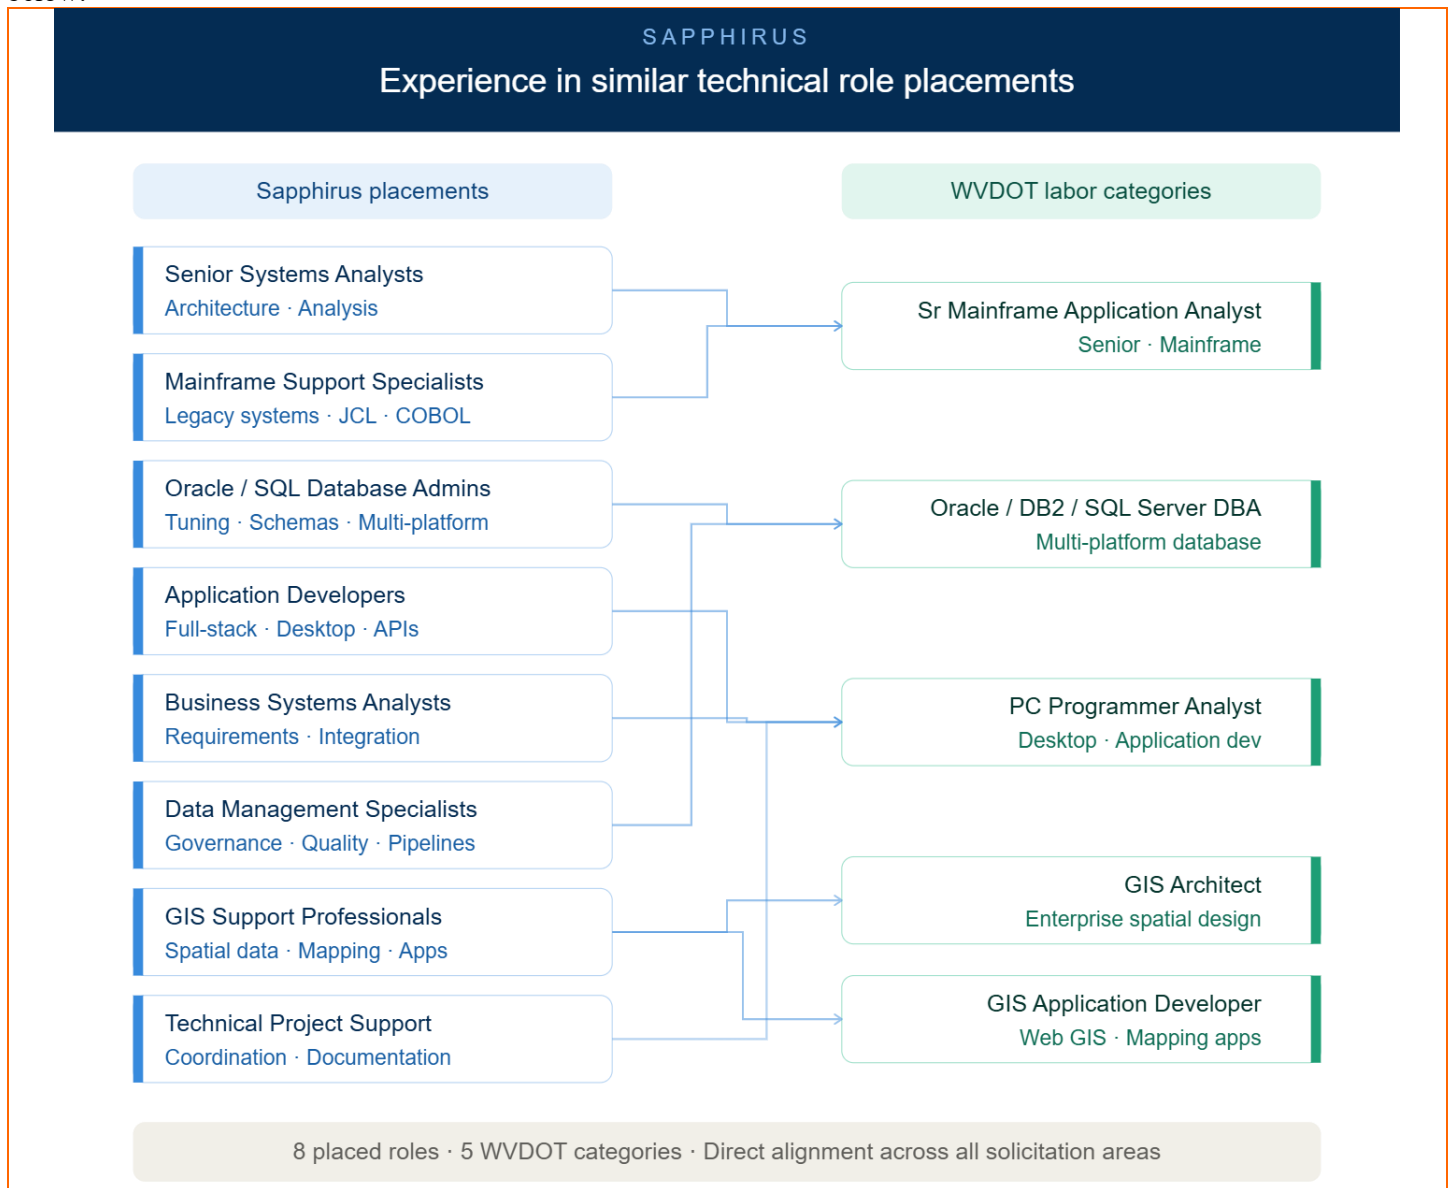 SAPPHIRUS
Experience in similar technical role placements
Sapphirus placements
Senior Systems Analysts
Architecture · Analysis
Mainframe Support Specialists
Legacy systems · JCL · COBOL
Oracle / SQL Database Admins
Tuning · Schemas · Multi-platform
Application Developers
Full-stack · Desktop · APIs
Business Systems Analysts
Requirements · Integration
Data Management Specialists
Governance · Quality · Pipelines
GIS Support Professionals
Spatial data · Mapping · Apps
Technical Project Support
Coordination · Documentation
WVDOT labor categories
Sr Mainframe Application Analyst
Senior · Mainframe
Oracle / DB2 / SQL Server DBA
Multi-platform database
PC Programmer Analyst
Desktop · Application dev
GIS Architect
Enterprise spatial design
GIS Application Developer
Web GIS · Mapping apps
8 placed roles · 5 WVDOT categories · Direct alignment across all solicitation areas